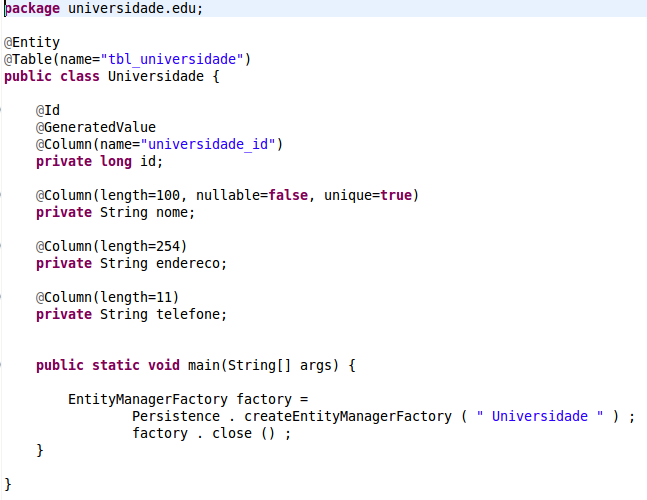 package universidade.edu;
@Entity
@Table(name="tbl_universidade")
public class Universidade {
@Id
@GeneratedValue
@Column(name="universidade_id")
private long id;
@Column(length=100, nullable=false, unique=true)
private String nome;
@Column(length=254)
private String endereco;
@Column(length=11)
private String telefone;
public static void main(String[] args) {
EntityManagerFactory factory =
Persistence . createEntityManagerFactory ( " Universidade " ) ;
factory . close () ;
}
}